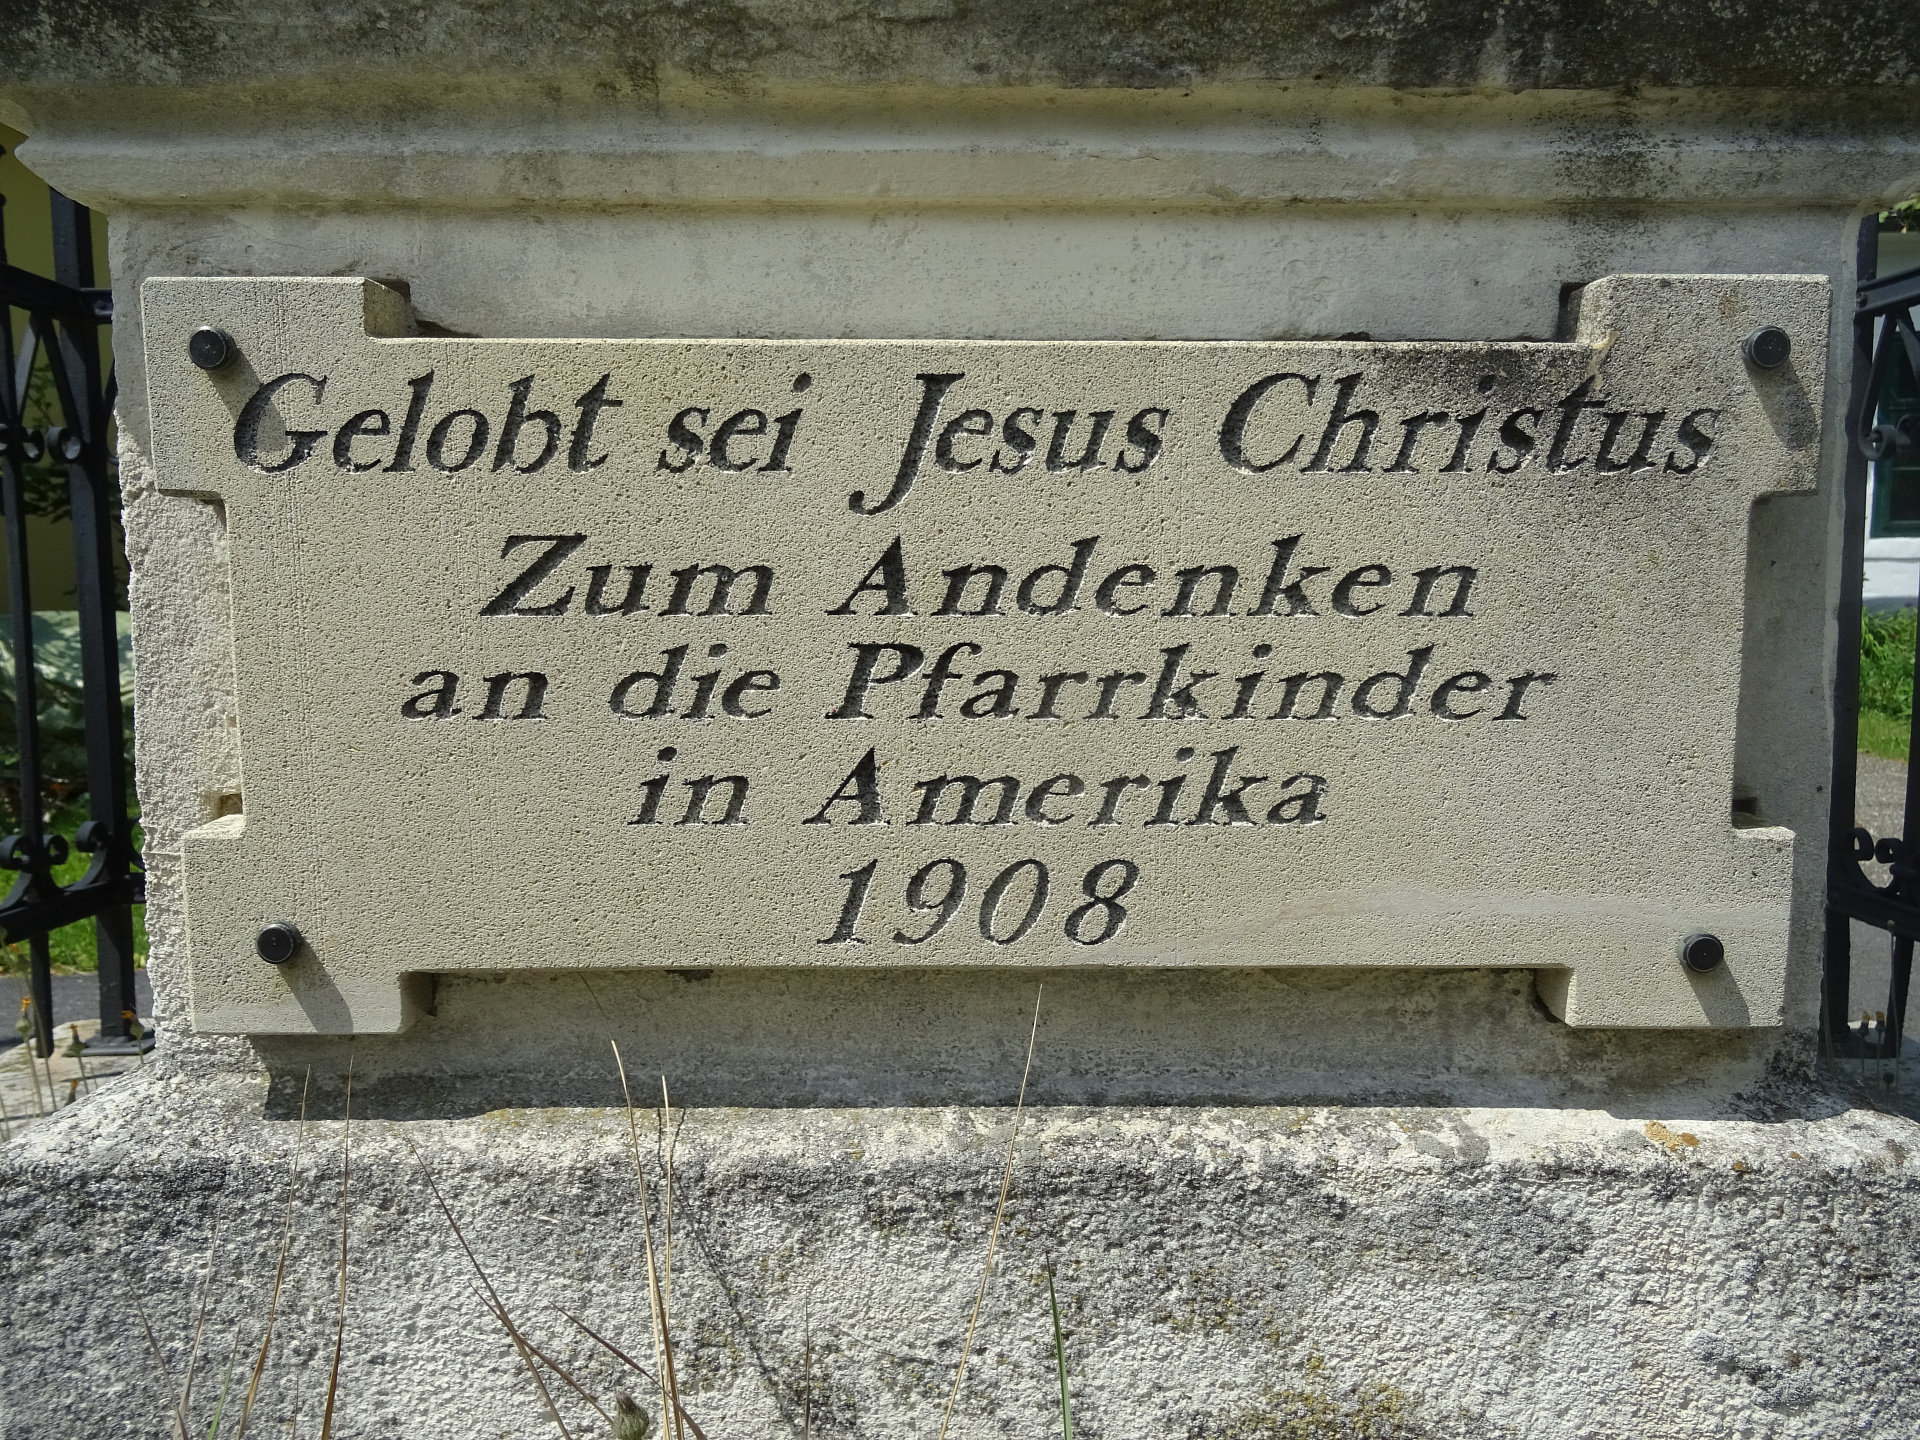 Gelobt sei Jesus Christus
Zum Andenken
an die Pfarrkinder
in Amerika
1908